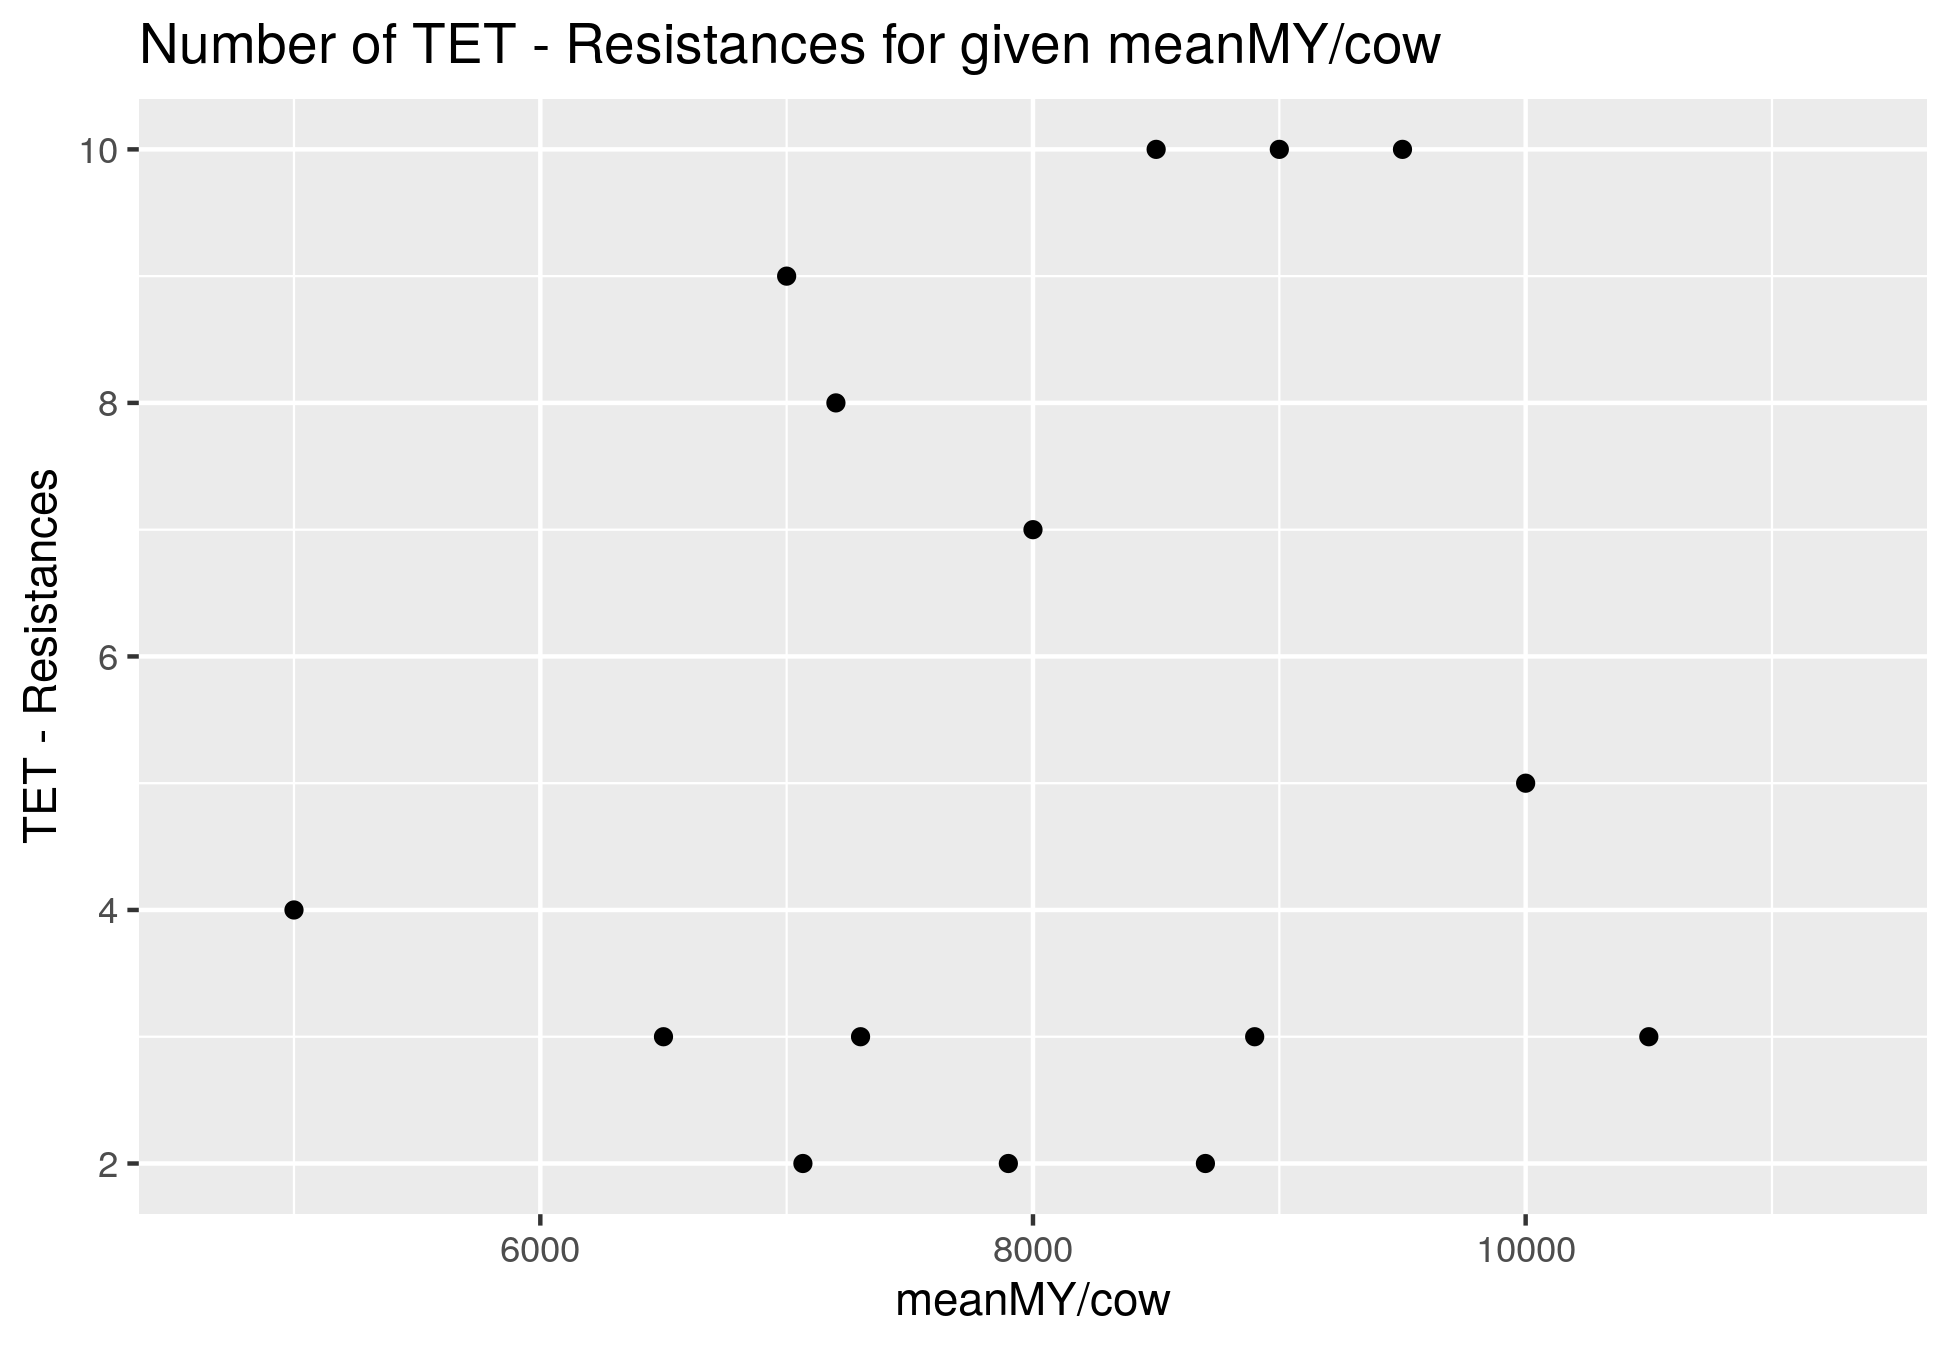 Number of TET - Resistances for given meanMY/cow
10
8
6
4
2
TET - Resistances
6000
8000
10000
meanMY/cow